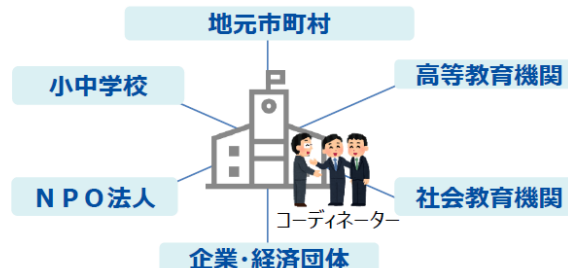 地元市町村
小中学校
高等教育機関
NPO法人
社会教育機関
コーディネーター
企業・経済団体